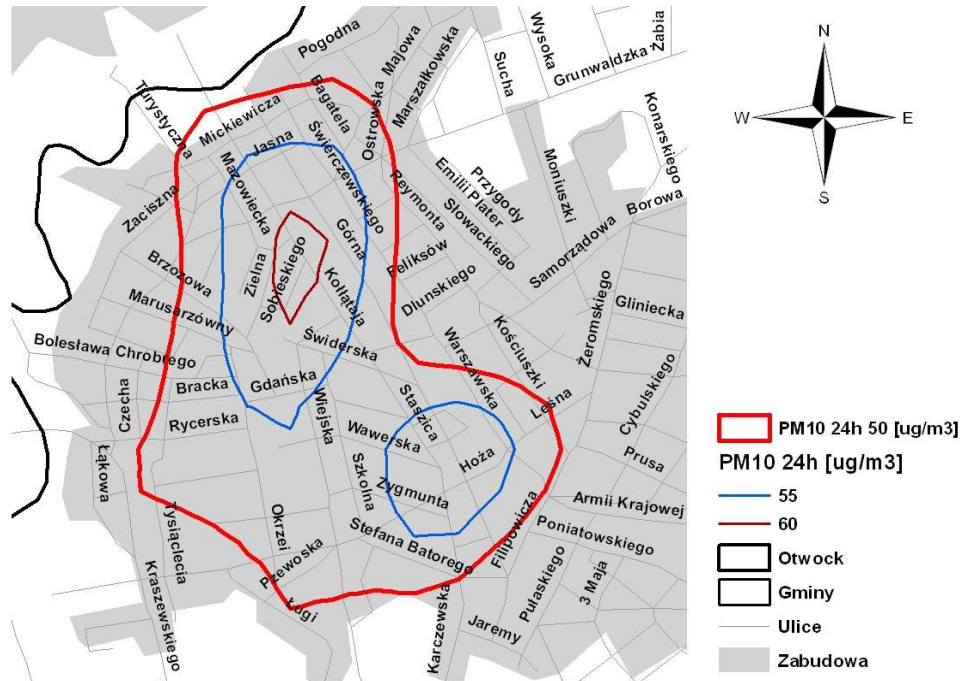 Pogodna
Majowa
Marszałkowska
Sucha
Wysoka
Grunwaldzka
Żabia
Turystyczna
Mickiewicza
Bagatela
Ostrowska
Konarskiego
Jasna
Świerczewskiego
Mazowiecka
Zaciszna
Reymonta
Emilii Plater
Przygody
Słowackiego
Moniuszki
Borowa
Samorządowa
Górna
Feliksów
Brzozowa
Zielna
Sobieskiego
Kołłątaja
Dłunskiego
Marusarzówny
Żeromskiego
Gliniecka
Bolesława Chrobrego
Świderska
Warszawska
Kościuszki
Czecha
Bracka
Gdańska
Wiejska
Staszica
Leśna
Cybulskiego
Rycerska
Wawerska
Hoża
Łąkowa
Szkolna
Zygmunta
Prusa
Armii Krajowej
Tysiąclecia
Okrzei
Stefana Batorego
Filipowicza
Poniatowskiego
Pzewoska
Pułaskiego
3 Maja
Kraszewskiego
Ługi
Karczewska
Jaremy
N
W
E
S
PM10 24h 50 [ug/m3]
PM10 24h [ug/m3]
55
60
Otwock
Gminy
Ulice
Zabudowa